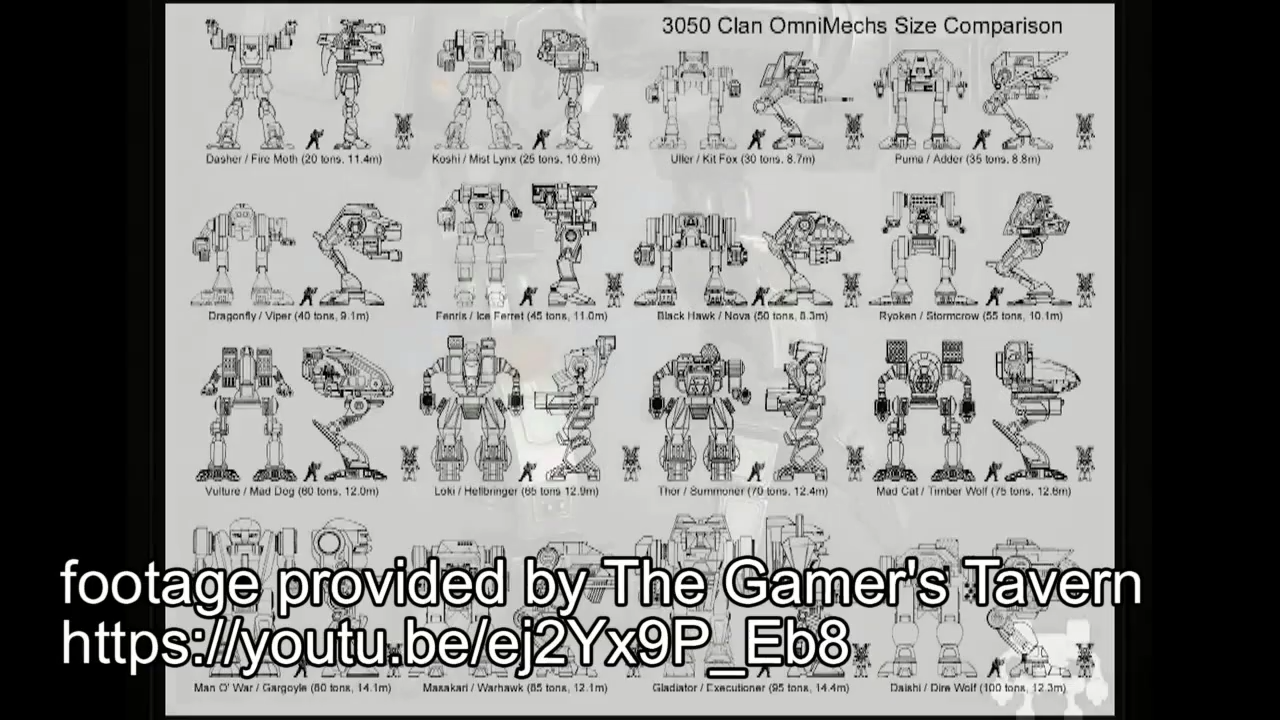 3050 Clan OmniMechs Size Comparison
Dasher / Fire Moth (20 tons, 11.4m)
Koshi / Mist Lynx (25 tons, 10.6m)
Uller / Kit Fox (30 tons, 8.7m)
Puma / Adder (35 tons, 8.8m)
Dragonfly / Viper (40 tons, 9.1m)
Fenris / Ice Ferret (45 tons, 11.0m)
Black Hawk / Nova (50 tons, 8.3m)
Ryoken / Stormcrow (55 tons, 10.1m)
Vulture / Mad Dog (60 tons, 12.0m)
Loki / Hellbringer (65 tons, 12.9m)
Thor / Summoner (70 tons, 12.4m)
Mad Cat / Timber Wolf (75 tons, 12.6m)
footage provided by The Gamer's Tavern
https://youtu.be/ej2Yx9P_Eb8
Man O' War / Gargoyle (80 tons, 14.1m)
Masakari / Warhawk (85 tons, 12.1m)
Gladiator / Executioner (95 tons, 14.4m)
Daishi / Dire Wolf (100 tons, 12.3m)